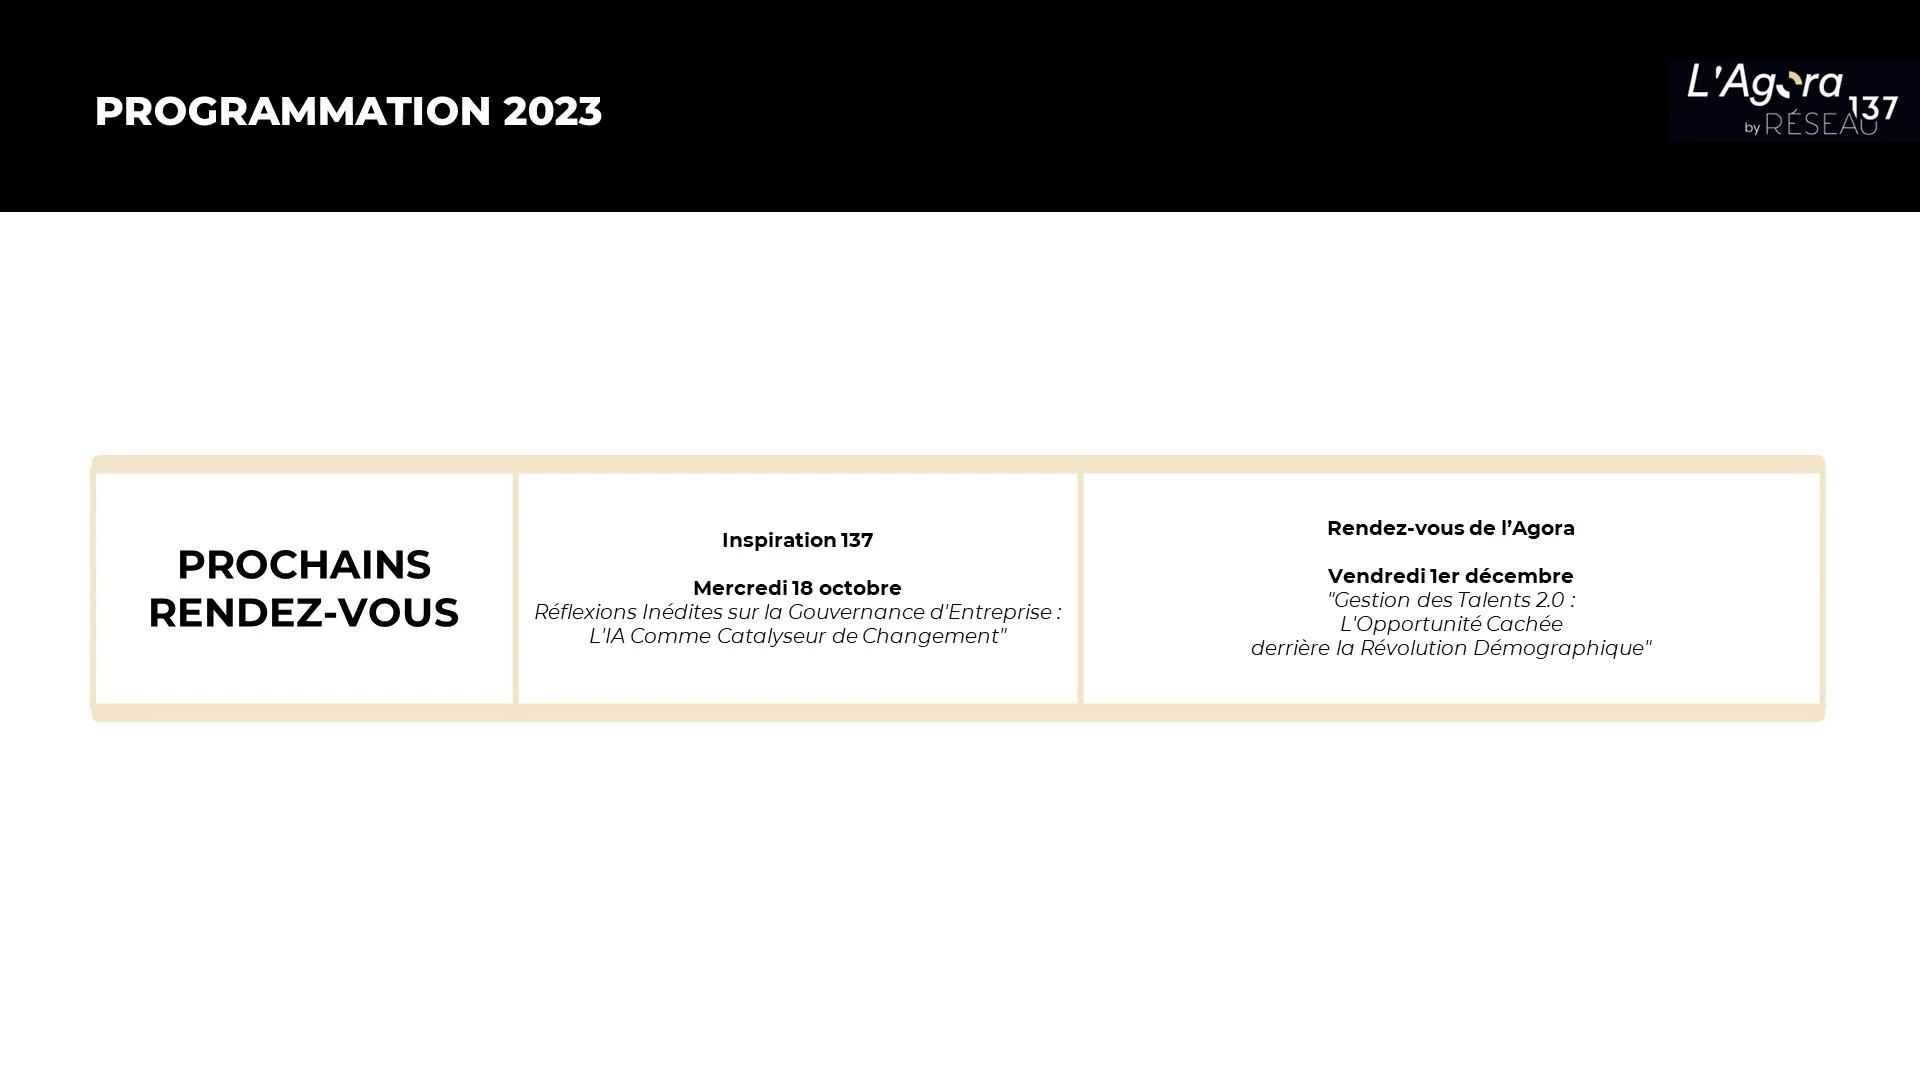 PROGRAMMATION 2023
L'Agora
137
by RÉSEAU
PROCHAINS
RENDEZ-VOUS
Inspiration 137
Mercredi 18 octobre
Réflexions Inédites sur la Gouvernance d'Entreprise :
L'IA Comme Catalyseur de Changement"
Rendez-vous de l’Agora
Vendredi 1er décembre
"Gestion des Talents 2.0 :
L'Opportunité Cachée
derrière la Révolution Démographique"